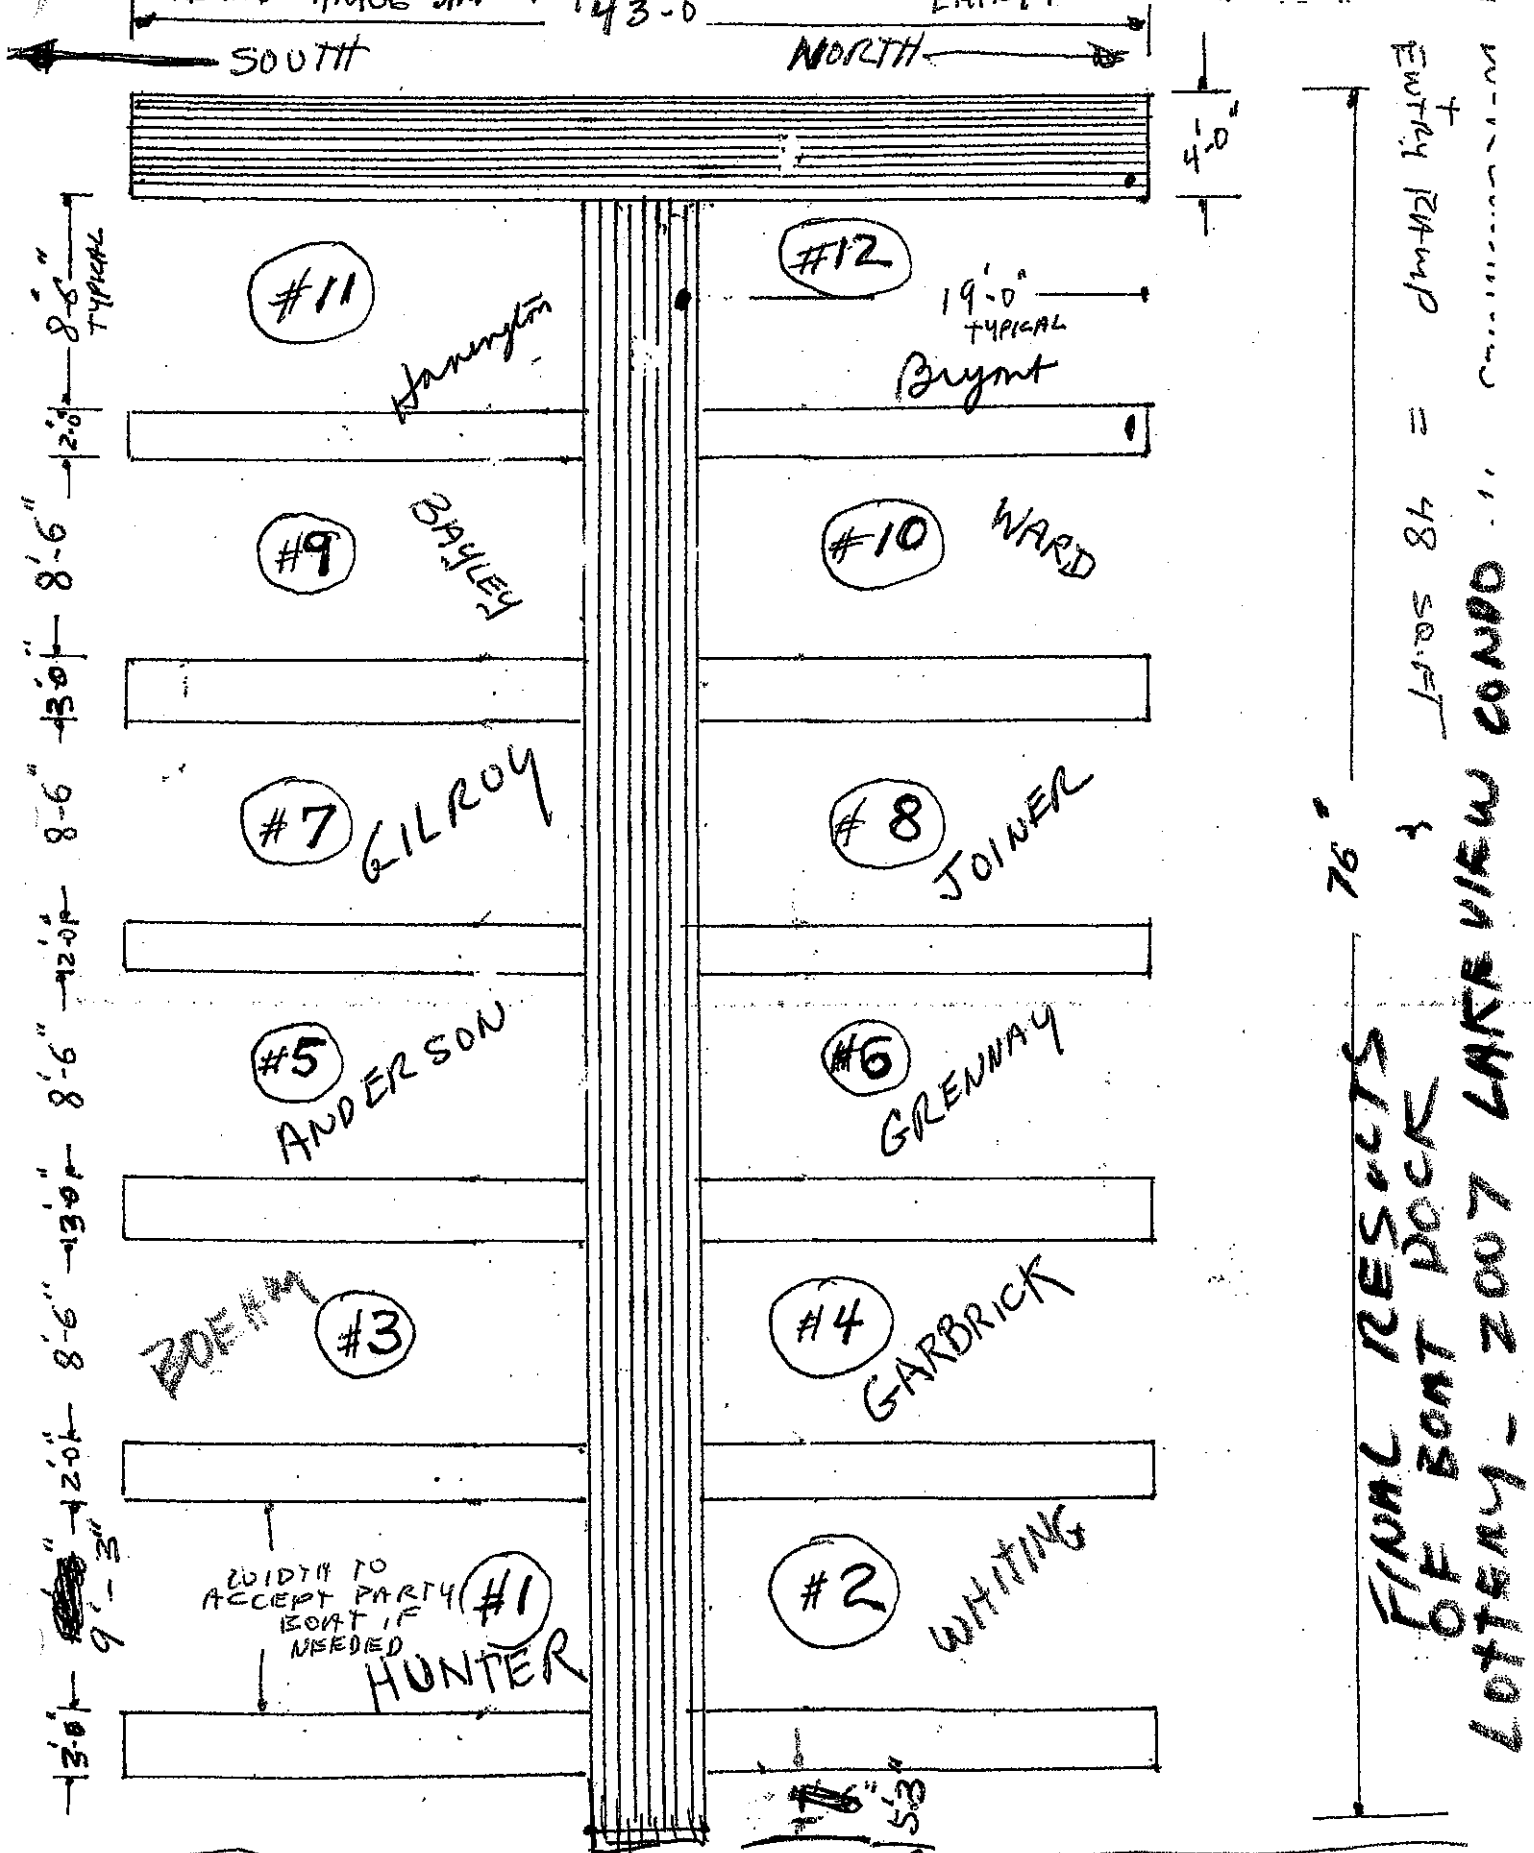 43'-0
SOUTH
NORTH
4'-0"
#11
Harrington
#12
19'-0"
TYPICAL
Bryant
8'-6"
TYPICAL
2'-0"
#9
BAYLEY
#10
WARD
8'-6"
3'-0"
#7
GILROY
#8
JOINER
8'-6"
2'-0"
#5
ANDERSON
#6
GRENNAY
8'-6"
3'-0"
BOEHM
#3
#4
GARBRICK
8'-6"
2'-0"
WIDTH TO
ACCEPT PARTY
BOAT IF
NEEDED
#1
HUNTER
#2
WHITING
9'-3"
3'-0"
5'3"
76'
+
ENTRY RAMP = 48 SQ.FT
FINAL RESULTS
OF BOAT DOCK
LOTTERY - 2007 LAKEVIEW CONDO